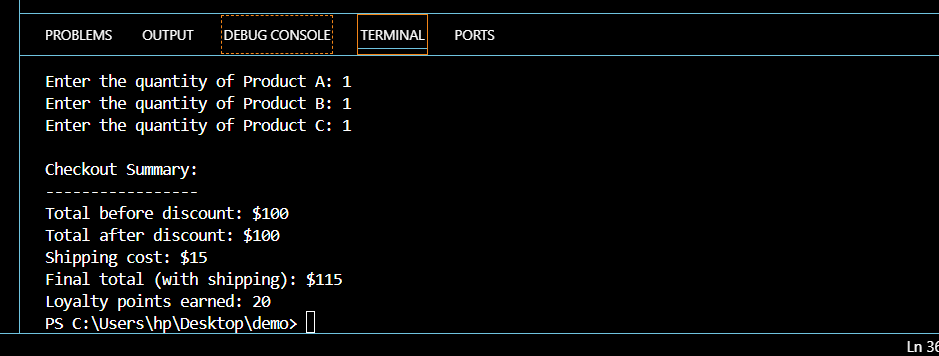 PROBLEMS OUTPUT DEBUG CONSOLE TERMINAL PORTS
Enter the quantity of Product A: 1
Enter the quantity of Product B: 1
Enter the quantity of Product C: 1
Checkout Summary:
-----------------
Total before discount: $100
Total after discount: $100
Shipping cost: $15
Final total (with shipping): $115
Loyalty points earned: 20
PS C:\Users\hp\Desktop\demo>
Ln 36